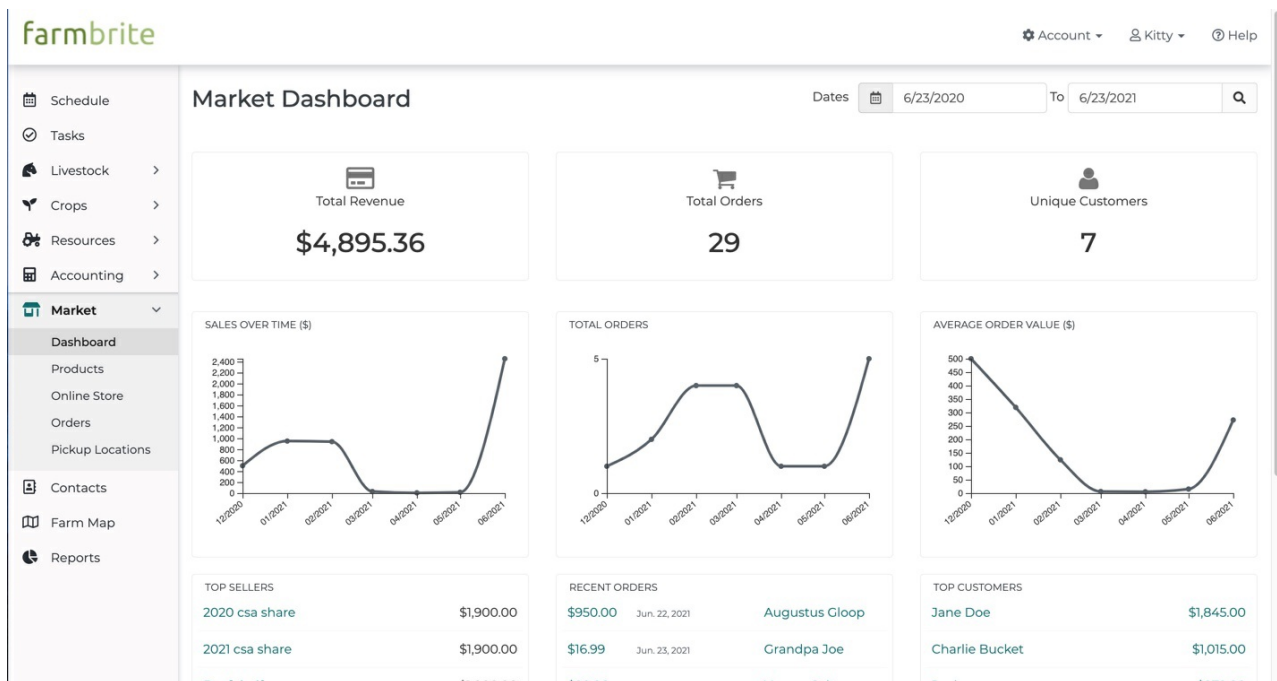 farmbrite
Account
Kitty
Help
Schedule
Tasks
Livestock
Crops
Resources
Accounting
Market
Dashboard
Products
Online Store
Orders
Pickup Locations
Contacts
Farm Map
Reports
Market Dashboard
Dates 6/23/2020 To 6/23/2021
Total Revenue
$4,895.36
Total Orders
29
Unique Customers
7
SALES OVER TIME ($)
2,400
2,200
2,000
1,800
1,600
1,400
1,200
1,000
800
600
400
200
0
12/2020 01/2021 02/2021 03/2021 04/2021 05/2021 06/2021
TOTAL ORDERS
5
0
12/2020 01/2021 02/2021 03/2021 04/2021 05/2021 06/2021
AVERAGE ORDER VALUE ($)
500
450
400
350
300
250
200
150
100
50
0
12/2020 01/2021 02/2021 03/2021 04/2021 05/2021 06/2021
TOP SELLERS
2020 csa share $1,900.00
2021 csa share $1,900.00
RECENT ORDERS
$950.00 Jun. 22, 2021 Augustus Gloop
$16.99 Jun. 23, 2021 Grandpa Joe
TOP CUSTOMERS
Jane Doe $1,845.00
Charlie Bucket $1,015.00